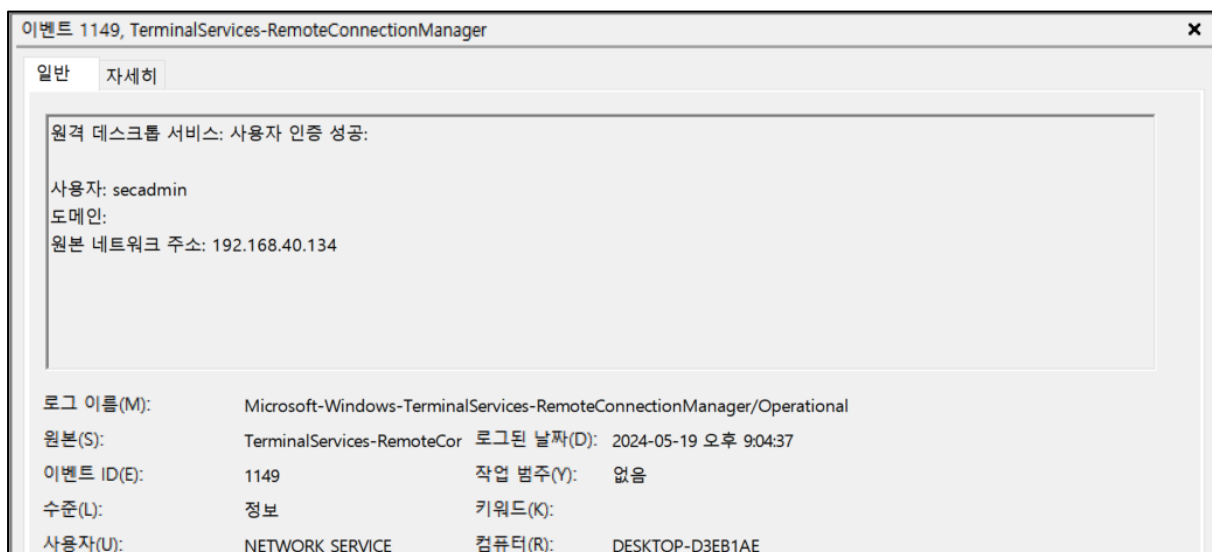 이벤트 1149, TerminalServices-RemoteConnectionManager
일반 자세히
원격 데스크톱 서비스: 사용자 인증 성공:
사용자: secadmin
도메인:
원본 네트워크 주소: 192.168.40.134
로그 이름(M): Microsoft-Windows-TerminalServices-RemoteConnectionManager/Operational
원본(S): TerminalServices-RemoteCor 로그된 날짜(D): 2024-05-19 오후 9:04:37
이벤트 ID(E): 1149 작업 범주(Y): 없음
수준(L): 정보 키워드(K):
사용자(U): NETWORK SERVICE 컴퓨터(R): DESKTOP-D3EB1AE